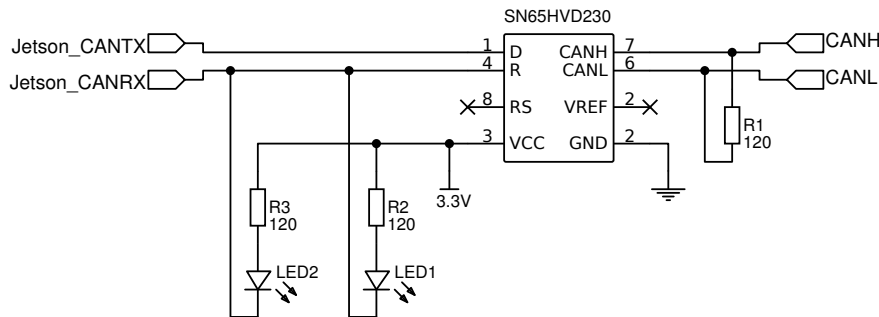 SN65HVD230
Jetson_CANTX 1 D CANH 7 CANH
Jetson_CANRX 4 R CANL 6 CANL
8 RS VREF 2
R1
120
3 VCC GND 2
3.3V
R3
120
R2
120
LED2
LED1